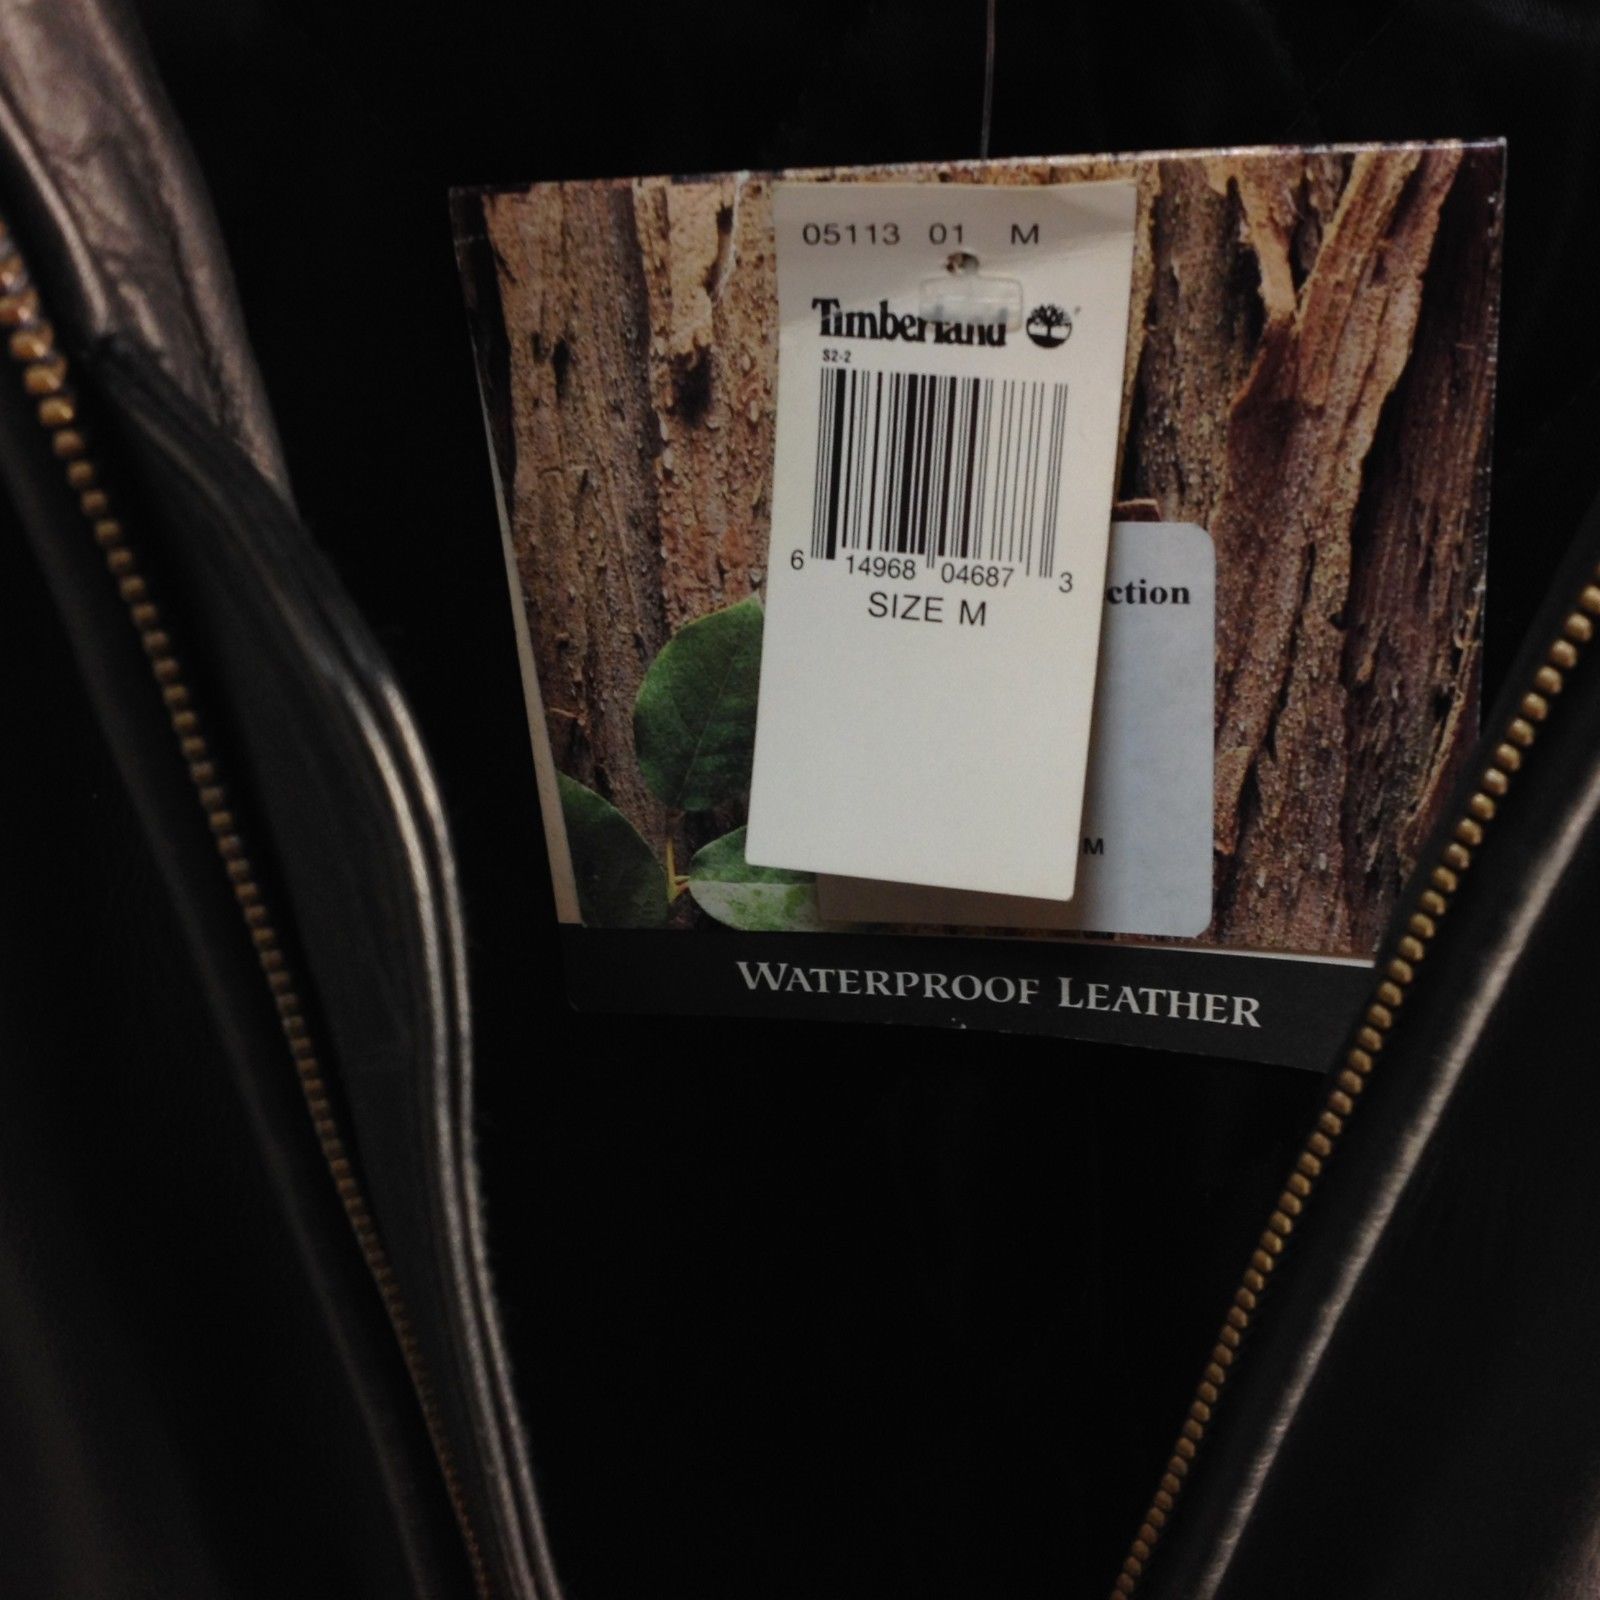 05113 01 M
Timberland
S2-2
6 14968 04687 3
SIZE M
ction
M
WATERPROOF LEATHER